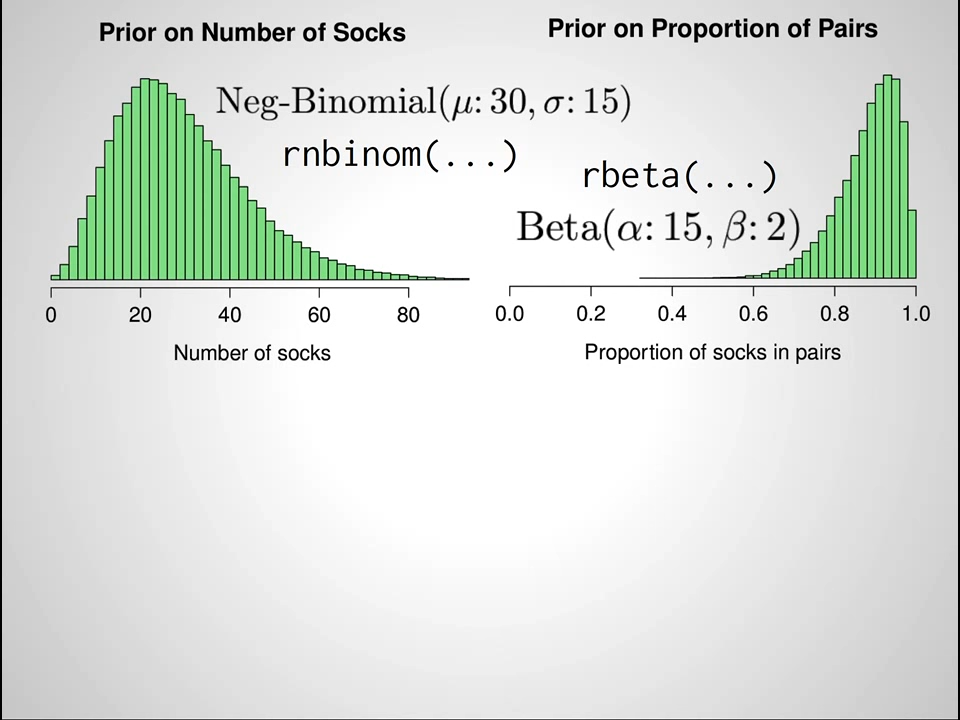 Prior on Number of Socks
Neg-Binomial(μ: 30, σ: 15)
rnbinom(...)
0 20 40 60 80
Number of socks
Prior on Proportion of Pairs
rbeta(...)
Beta(α: 15, β: 2)
0.0 0.2 0.4 0.6 0.8 1.0
Proportion of socks in pairs